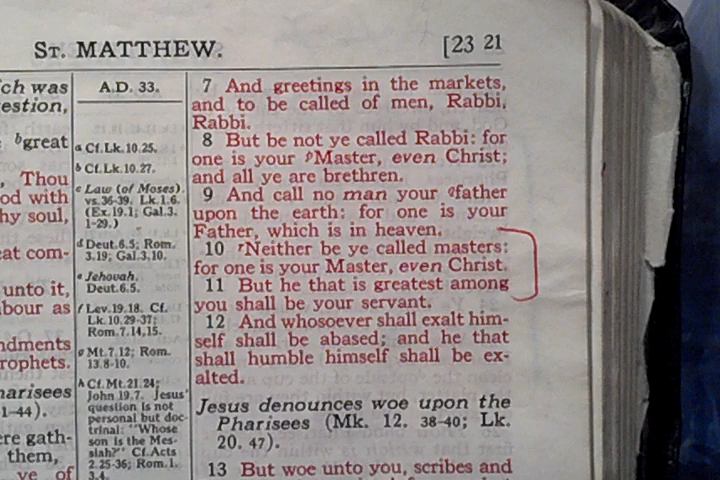 ST. MATTHEW.
[23 21
ch was
estion,
bgreat
, Thou
od with
hy soul,
eat com-
unto it,
bour as
ndments
rophets.
harisees
1-44).
ere gath-
them,
ye of
A.D. 33.
a Cf. Lk. 10.25.
b Cf. Lk. 10.27.
c Law (of Moses).
vs. 36-39. Lk. 1.6.
(Ex. 19.1; Gal. 3.
1-29.)
d Deut. 6.5; Rom.
3.19; Gal. 3.10.
e Jehovah.
Deut. 6.5.
f Lev. 19.18. Cf.
Lk. 10.29-37;
Rom. 7.14,15.
g Mt. 7.12; Rom.
13.8-10.
h Cf. Mt. 21.24;
John 19.7. Jesus'
question is not
personal but doc-
trinal: "Whose
son is the Mes-
siah?" Cf. Acts
2.25-36; Rom. 1.
3,4.
7 And greetings in the markets,
and to be called of men, Rabbi,
Rabbi.
8 But be not ye called Rabbi: for
one is your pMaster, even Christ;
and all ye are brethren.
9 And call no man your qfather
upon the earth: for one is your
Father, which is in heaven.
10 rNeither be ye called masters:
for one is your Master, even Christ.
11 But he that is greatest among
you shall be your servant.
12 And whosoever shall exalt him-
self shall be abased; and he that
shall humble himself shall be ex-
alted.
Jesus denounces woe upon the
Pharisees (Mk. 12. 38-40; Lk.
20. 47).
13 But woe unto you, scribes and